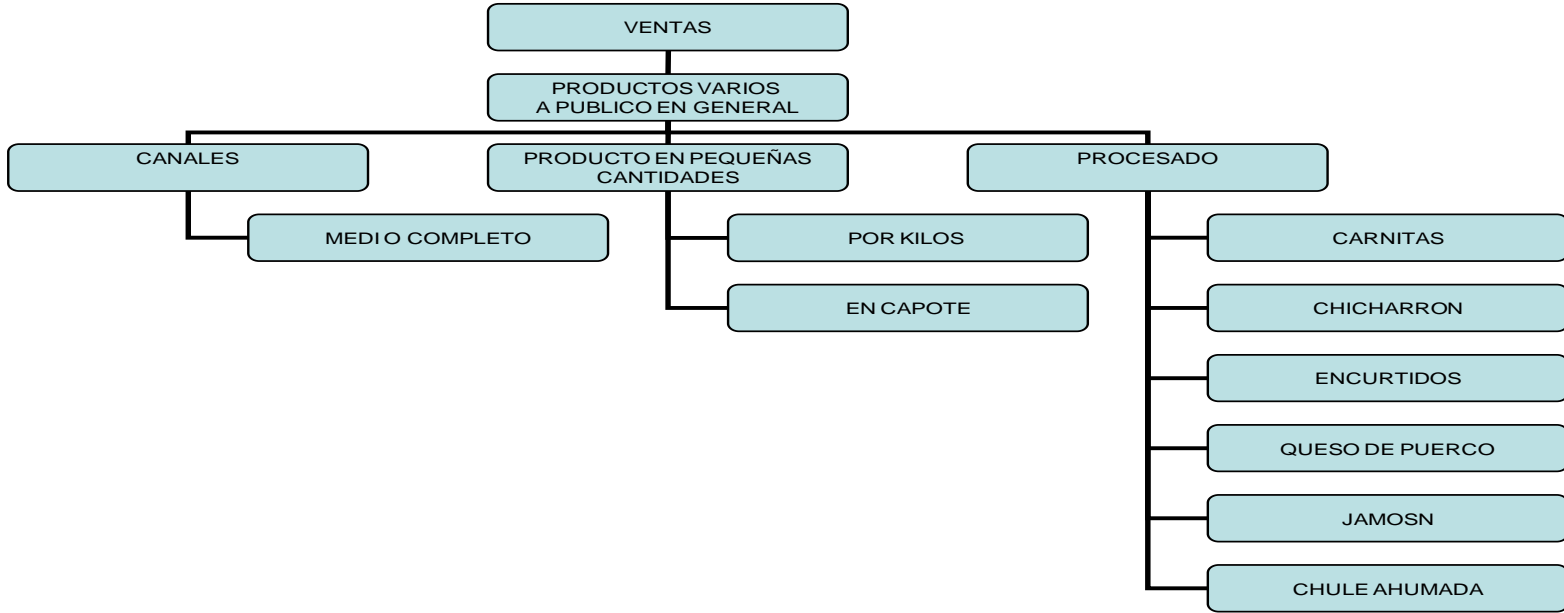 VENTAS
PRODUCTOS VARIOS
A PUBLICO EN GENERAL
CANALES
PRODUCTO EN PEQUEÑAS
CANTIDADES
PROCESADO
MEDI O COMPLETO
POR KILOS
EN CAPOTE
CARNITAS
CHICHARRON
ENCURTIDOS
QUESO DE PUERCO
JAMOSN
CHULE AHUMADA